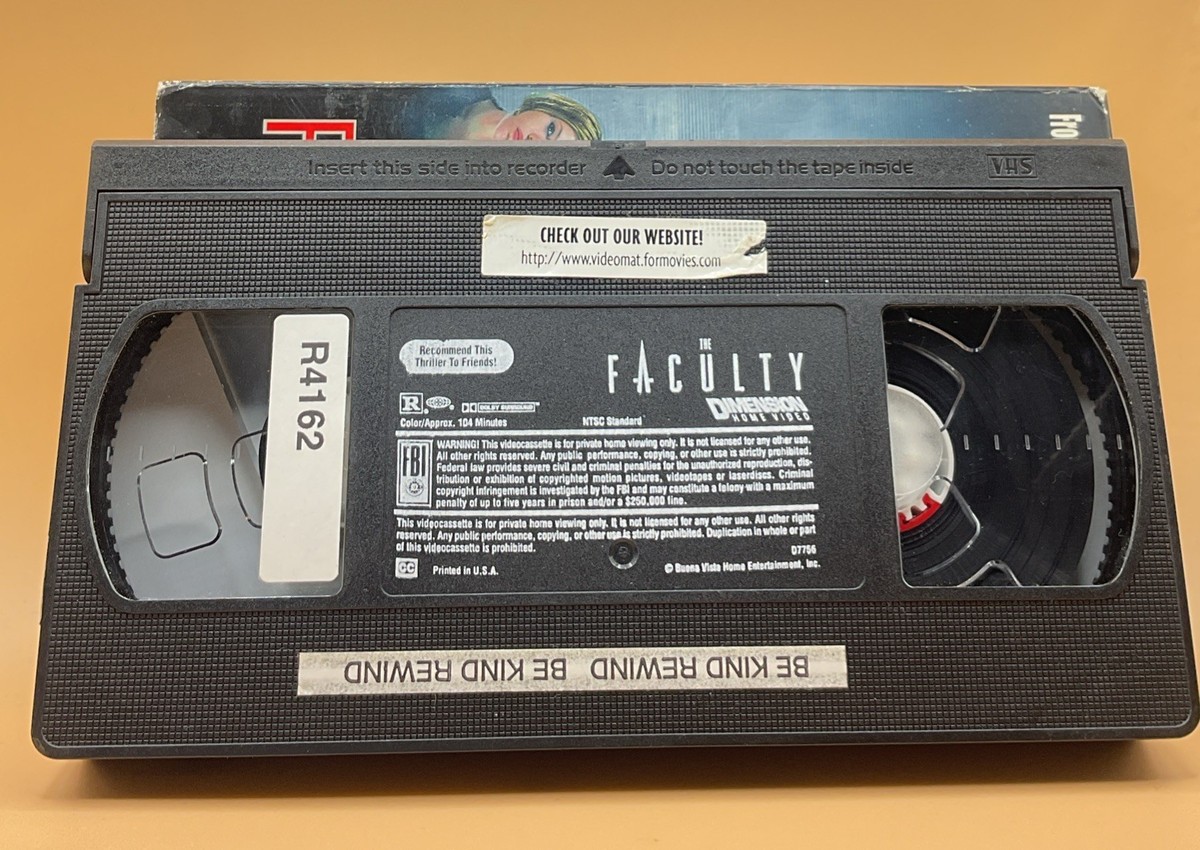 Fro
Insert this side into recorder Do not touch the tape inside VHS
CHECK OUT OUR WEBSITE!
http://www.videomat.formovies.com
R4162
Recommend This
Thriller To Friends!
THE
FACULTY
DIMENSION
HOME VIDEO
R DOLBY SURROUND
Color/Approx. 104 Minutes NTSC Standard
FBI
WARNING! This videocassette is for private home viewing only. It is not licensed for any other use.
All other rights reserved. Any public performance, copying, or other use is strictly prohibited.
Federal law provides severe civil and criminal penalties for the unauthorized reproduction, dis-
tribution or exhibition of copyrighted motion pictures, videotapes or laserdiscs. Criminal
copyright infringement is investigated by the FBI and may constitute a felony with a maximum
penalty of up to five years in prison and/or a $250,000 fine.
This videocassette is for private home viewing only. It is not licensed for any other use. All other rights
reserved. Any public performance, copying, or other use is strictly prohibited. Duplication in whole or part
of this videocassette is prohibited.
D7756
CC Printed in U.S.A. © Buena Vista Home Entertainment, Inc.
BE KIND REWIND BE KIND REWIND